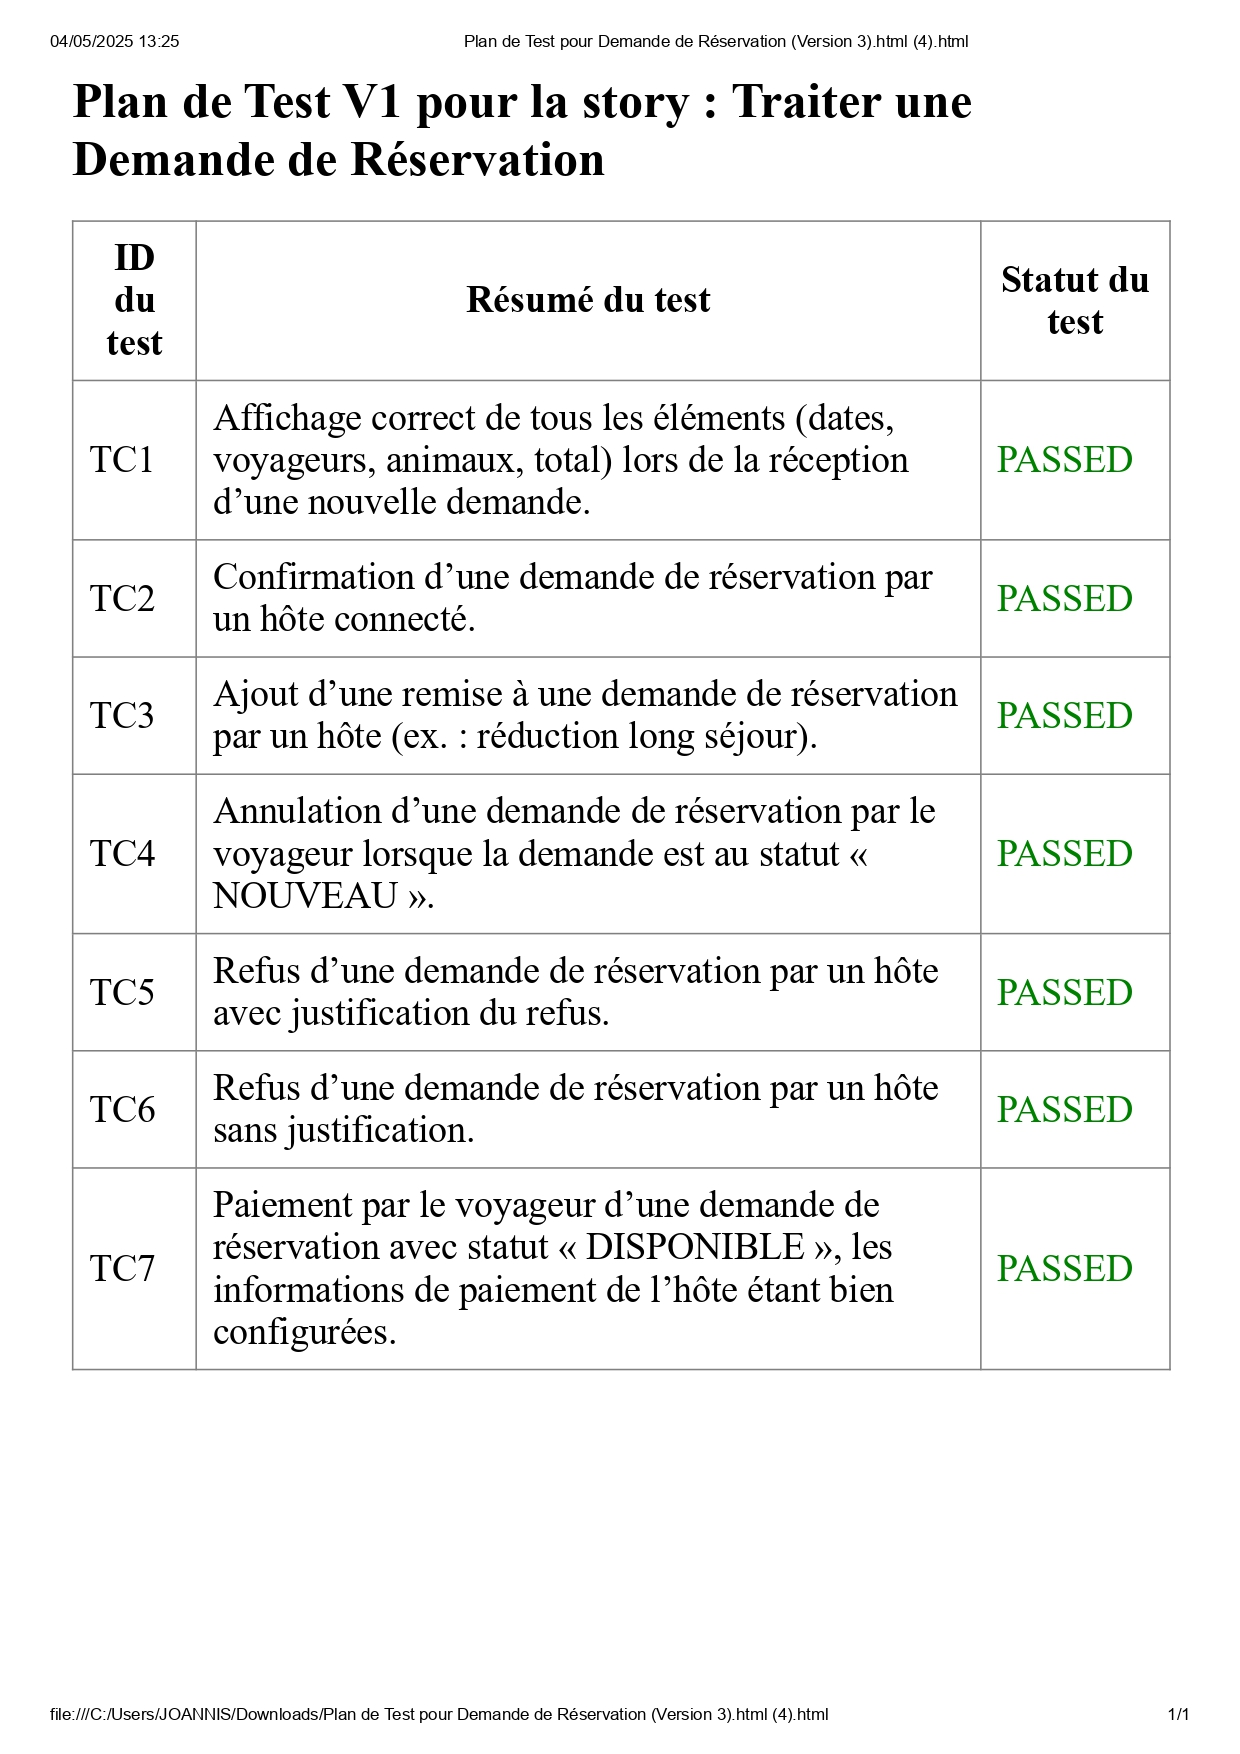 04/05/2025 13:25
Plan de Test pour Demande de Réservation (Version 3).html (4).html
Plan de Test V1 pour la story : Traiter une
Demande de Réservation
ID
du
test
Résumé du test
Statut du
test
TC1
Affichage correct de tous les éléments (dates,
voyageurs, animaux, total) lors de la réception
d’une nouvelle demande.
PASSED
TC2
Confirmation d’une demande de réservation par
un hôte connecté.
PASSED
TC3
Ajout d’une remise à une demande de réservation
par un hôte (ex. : réduction long séjour).
PASSED
TC4
Annulation d’une demande de réservation par le
voyageur lorsque la demande est au statut «
NOUVEAU ».
PASSED
TC5
Refus d’une demande de réservation par un hôte
avec justification du refus.
PASSED
TC6
Refus d’une demande de réservation par un hôte
sans justification.
PASSED
TC7
Paiement par le voyageur d’une demande de
réservation avec statut « DISPONIBLE », les
informations de paiement de l’hôte étant bien
configurées.
PASSED
file:///C:/Users/JOANNIS/Downloads/Plan de Test pour Demande de Réservation (Version 3).html (4).html
1/1